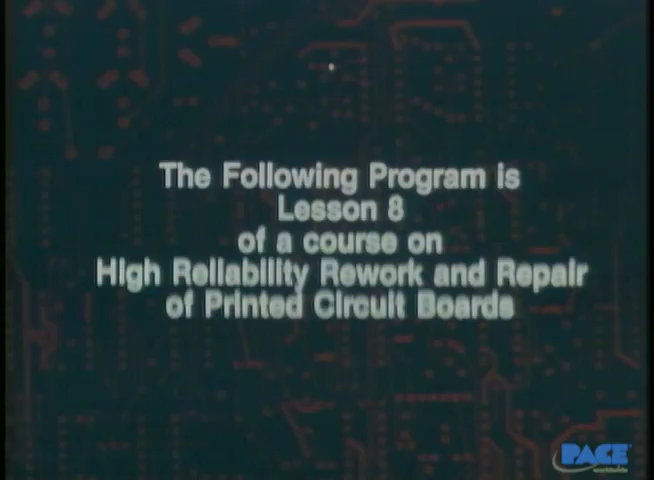 The Following Program is
Lesson 8
of a course on
High Reliability Rework and Repair
of Printed Circuit Boards
PACE
worldwide